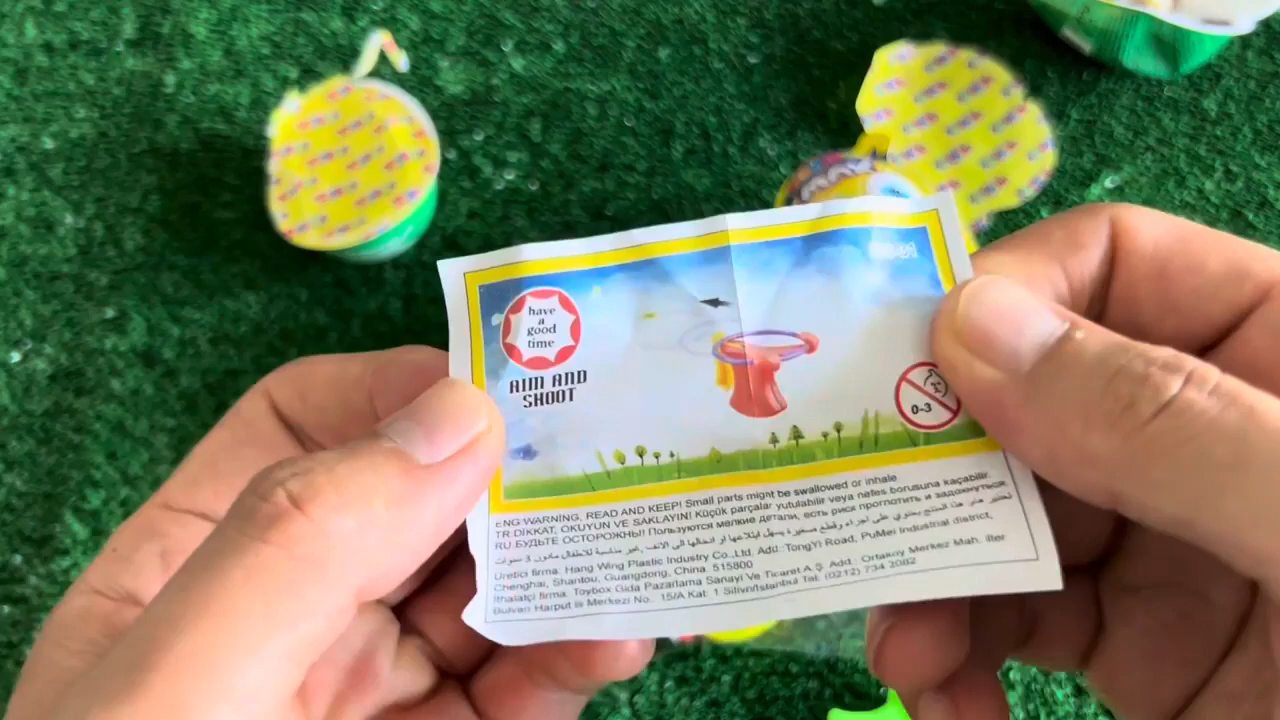 have
a
good
time
AIM AND
SHOOT
0-3
ENG WARNING, READ AND KEEP! Small parts might be swallowed or inhale.
TR DİKKAT, OKUYUN VE SAKLAYIN! Küçük parçalar yutulabilir veya nefes borusuna kaçabilir.
RU БУДЬТЕ ОСТОРОЖНЫ! Пользуются мелкие детали, есть риск проглотить и задохнуться.
Üretici firma: Hang Wing Plastic Industry Co.,Ltd. Add: TongYi Road, PuMei Industrial district,
Chenghai, Shantou, Guangdong, China. 515800
İthalatçı firma: Toybox Gıda Pazarlama Sanayi Ve Ticaret A.Ş. Add.: Ortaköy Merkez Mah.
Bulvarı Harput İş Merkezi No.: 15/A Kat: 1 Silivri/İstanbul Tel: (0212) 734 2082